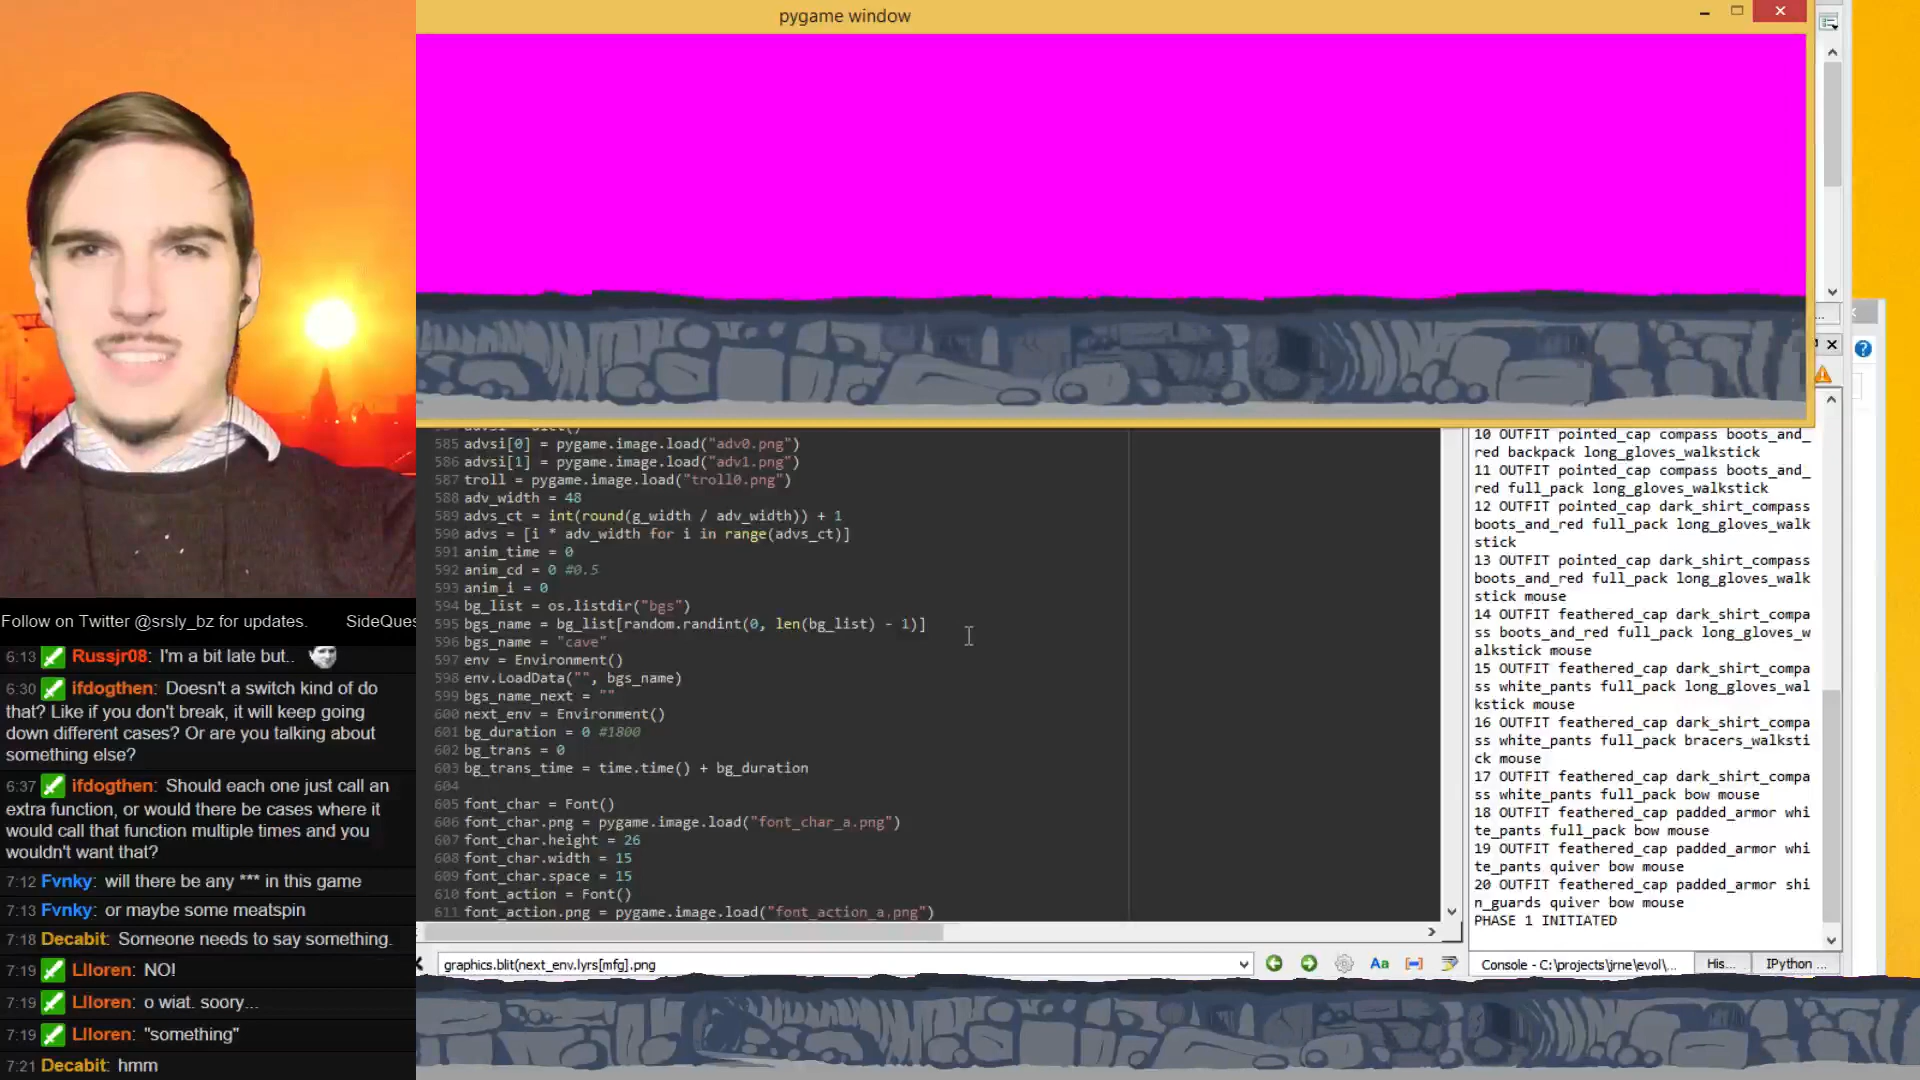 pygame window
585 advsi[0] = pygame.image.load("adv0.png")
586 advsi[1] = pygame.image.load("adv1.png")
587 troll = pygame.image.load("troll0.png")
588 adv_width = 48
589 advs_ct = int(round(g_width / adv_width)) + 1
590 advs = [i * adv_width for i in range(advs_ct)]
591 anim_time = 0
592 anim_cd = 0 #0.5
593 anim_i = 0
594 bg_list = os.listdir("bgs")
595 bgs_name = bg_list[random.randint(0, len(bg_list) - 1)]
596 bgs_name = "cave"
597 env = Environment()
598 env.LoadData("", bgs_name)
599 bgs_name_next = ""
600 next_env = Environment()
601 bg_duration = 0 #1800
602 bg_trans = 0
603 bg_trans_time = time.time() + bg_duration
604
605 font_char = Font()
606 font_char.png = pygame.image.load("font_char_a.png")
607 font_char.height = 26
608 font_char.width = 15
609 font_char.space = 15
610 font_action = Font()
611 font_action.png = pygame.image.load("font_action_a.png")
graphics.blit(next_env.lyrs[mfg].png
Aa
10 OUTFIT pointed_cap compass boots_and_
red backpack long_gloves_walkstick
11 OUTFIT pointed_cap compass boots_and_
red full_pack long_gloves_walkstick
12 OUTFIT pointed_cap dark_shirt_compass
boots_and_red full_pack long_gloves_walk
stick
13 OUTFIT pointed_cap dark_shirt_compass
boots_and_red full_pack long_gloves_walk
stick mouse
14 OUTFIT feathered_cap dark_shirt_compa
ss boots_and_red full_pack long_gloves_w
alkstick mouse
15 OUTFIT feathered_cap dark_shirt_compa
ss white_pants full_pack long_gloves_wal
kstick mouse
16 OUTFIT feathered_cap dark_shirt_compa
ss white_pants full_pack bracers_walksti
ck mouse
17 OUTFIT feathered_cap dark_shirt_compa
ss white_pants full_pack bow mouse
18 OUTFIT feathered_cap padded_armor whi
te_pants full_pack bow mouse
19 OUTFIT feathered_cap padded_armor whi
te_pants quiver bow mouse
20 OUTFIT feathered_cap padded_armor shi
n_guards quiver bow mouse
PHASE 1 INITIATED
Console - C:\projects\jrne\evol\... His... IPython ...
Follow on Twitter @srsly_bz for updates. SideQues
6:13 Russjr08: I'm a bit late but..
6:30 ifdogthen: Doesn't a switch kind of do
that? Like if you don't break, it will keep going
down different cases? Or are you talking about
something else?
6:37 ifdogthen: Should each one just call an
extra function, or would there be cases where it
would call that function multiple times and you
wouldn't want that?
7:12 Fvnky: will there be any *** in this game
7:13 Fvnky: or maybe some meatspin
7:18 Decabit: Someone needs to say something.
7:19 Llloren: NO!
7:19 Llloren: o wiat. soory...
7:19 Llloren: "something"
7:21 Decabit: hmm